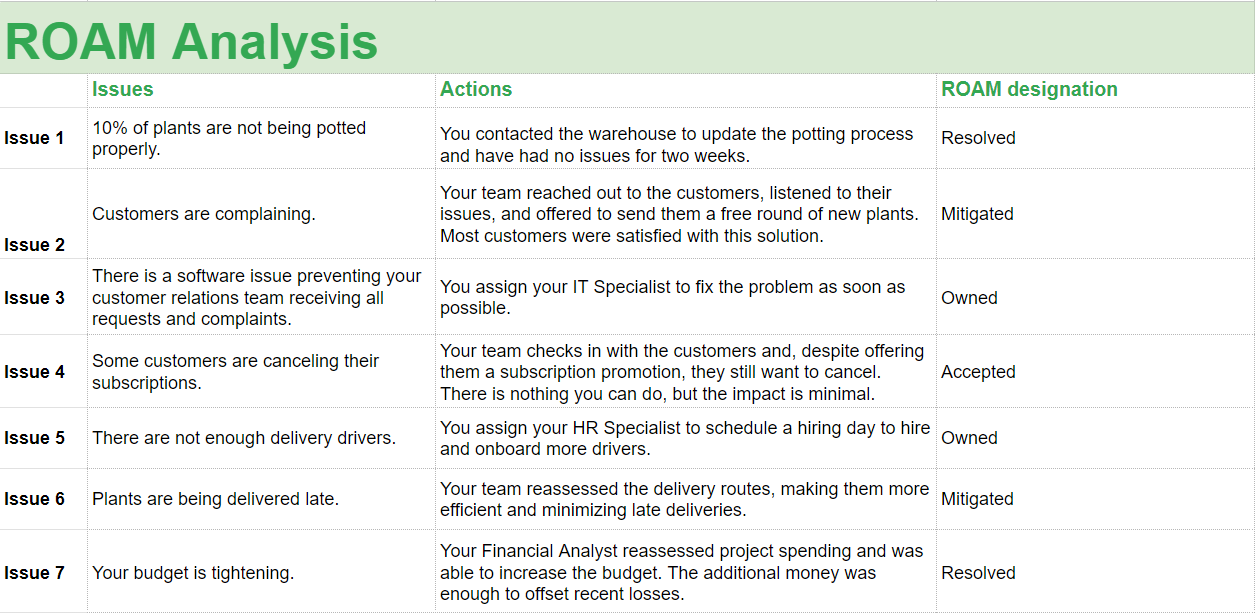 ROAM Analysis
Issues
Actions
ROAM designation
Issue 1
10% of plants are not being potted
properly.
You contacted the warehouse to update the potting process
and have had no issues for two weeks.
Resolved
Issue 2
Customers are complaining.
Your team reached out to the customers, listened to their
issues, and offered to send them a free round of new plants.
Most customers were satisfied with this solution.
Mitigated
Issue 3
There is a software issue preventing your
customer relations team receiving all
requests and complaints.
You assign your IT Specialist to fix the problem as soon as
possible.
Owned
Issue 4
Some customers are canceling their
subscriptions.
Your team checks in with the customers and, despite offering
them a subscription promotion, they still want to cancel.
There is nothing you can do, but the impact is minimal.
Accepted
Issue 5
There are not enough delivery drivers.
You assign your HR Specialist to schedule a hiring day to hire
and onboard more drivers.
Owned
Issue 6
Plants are being delivered late.
Your team reassessed the delivery routes, making them more
efficient and minimizing late deliveries.
Mitigated
Issue 7
Your budget is tightening.
Your Financial Analyst reassessed project spending and was
able to increase the budget. The additional money was
enough to offset recent losses.
Resolved